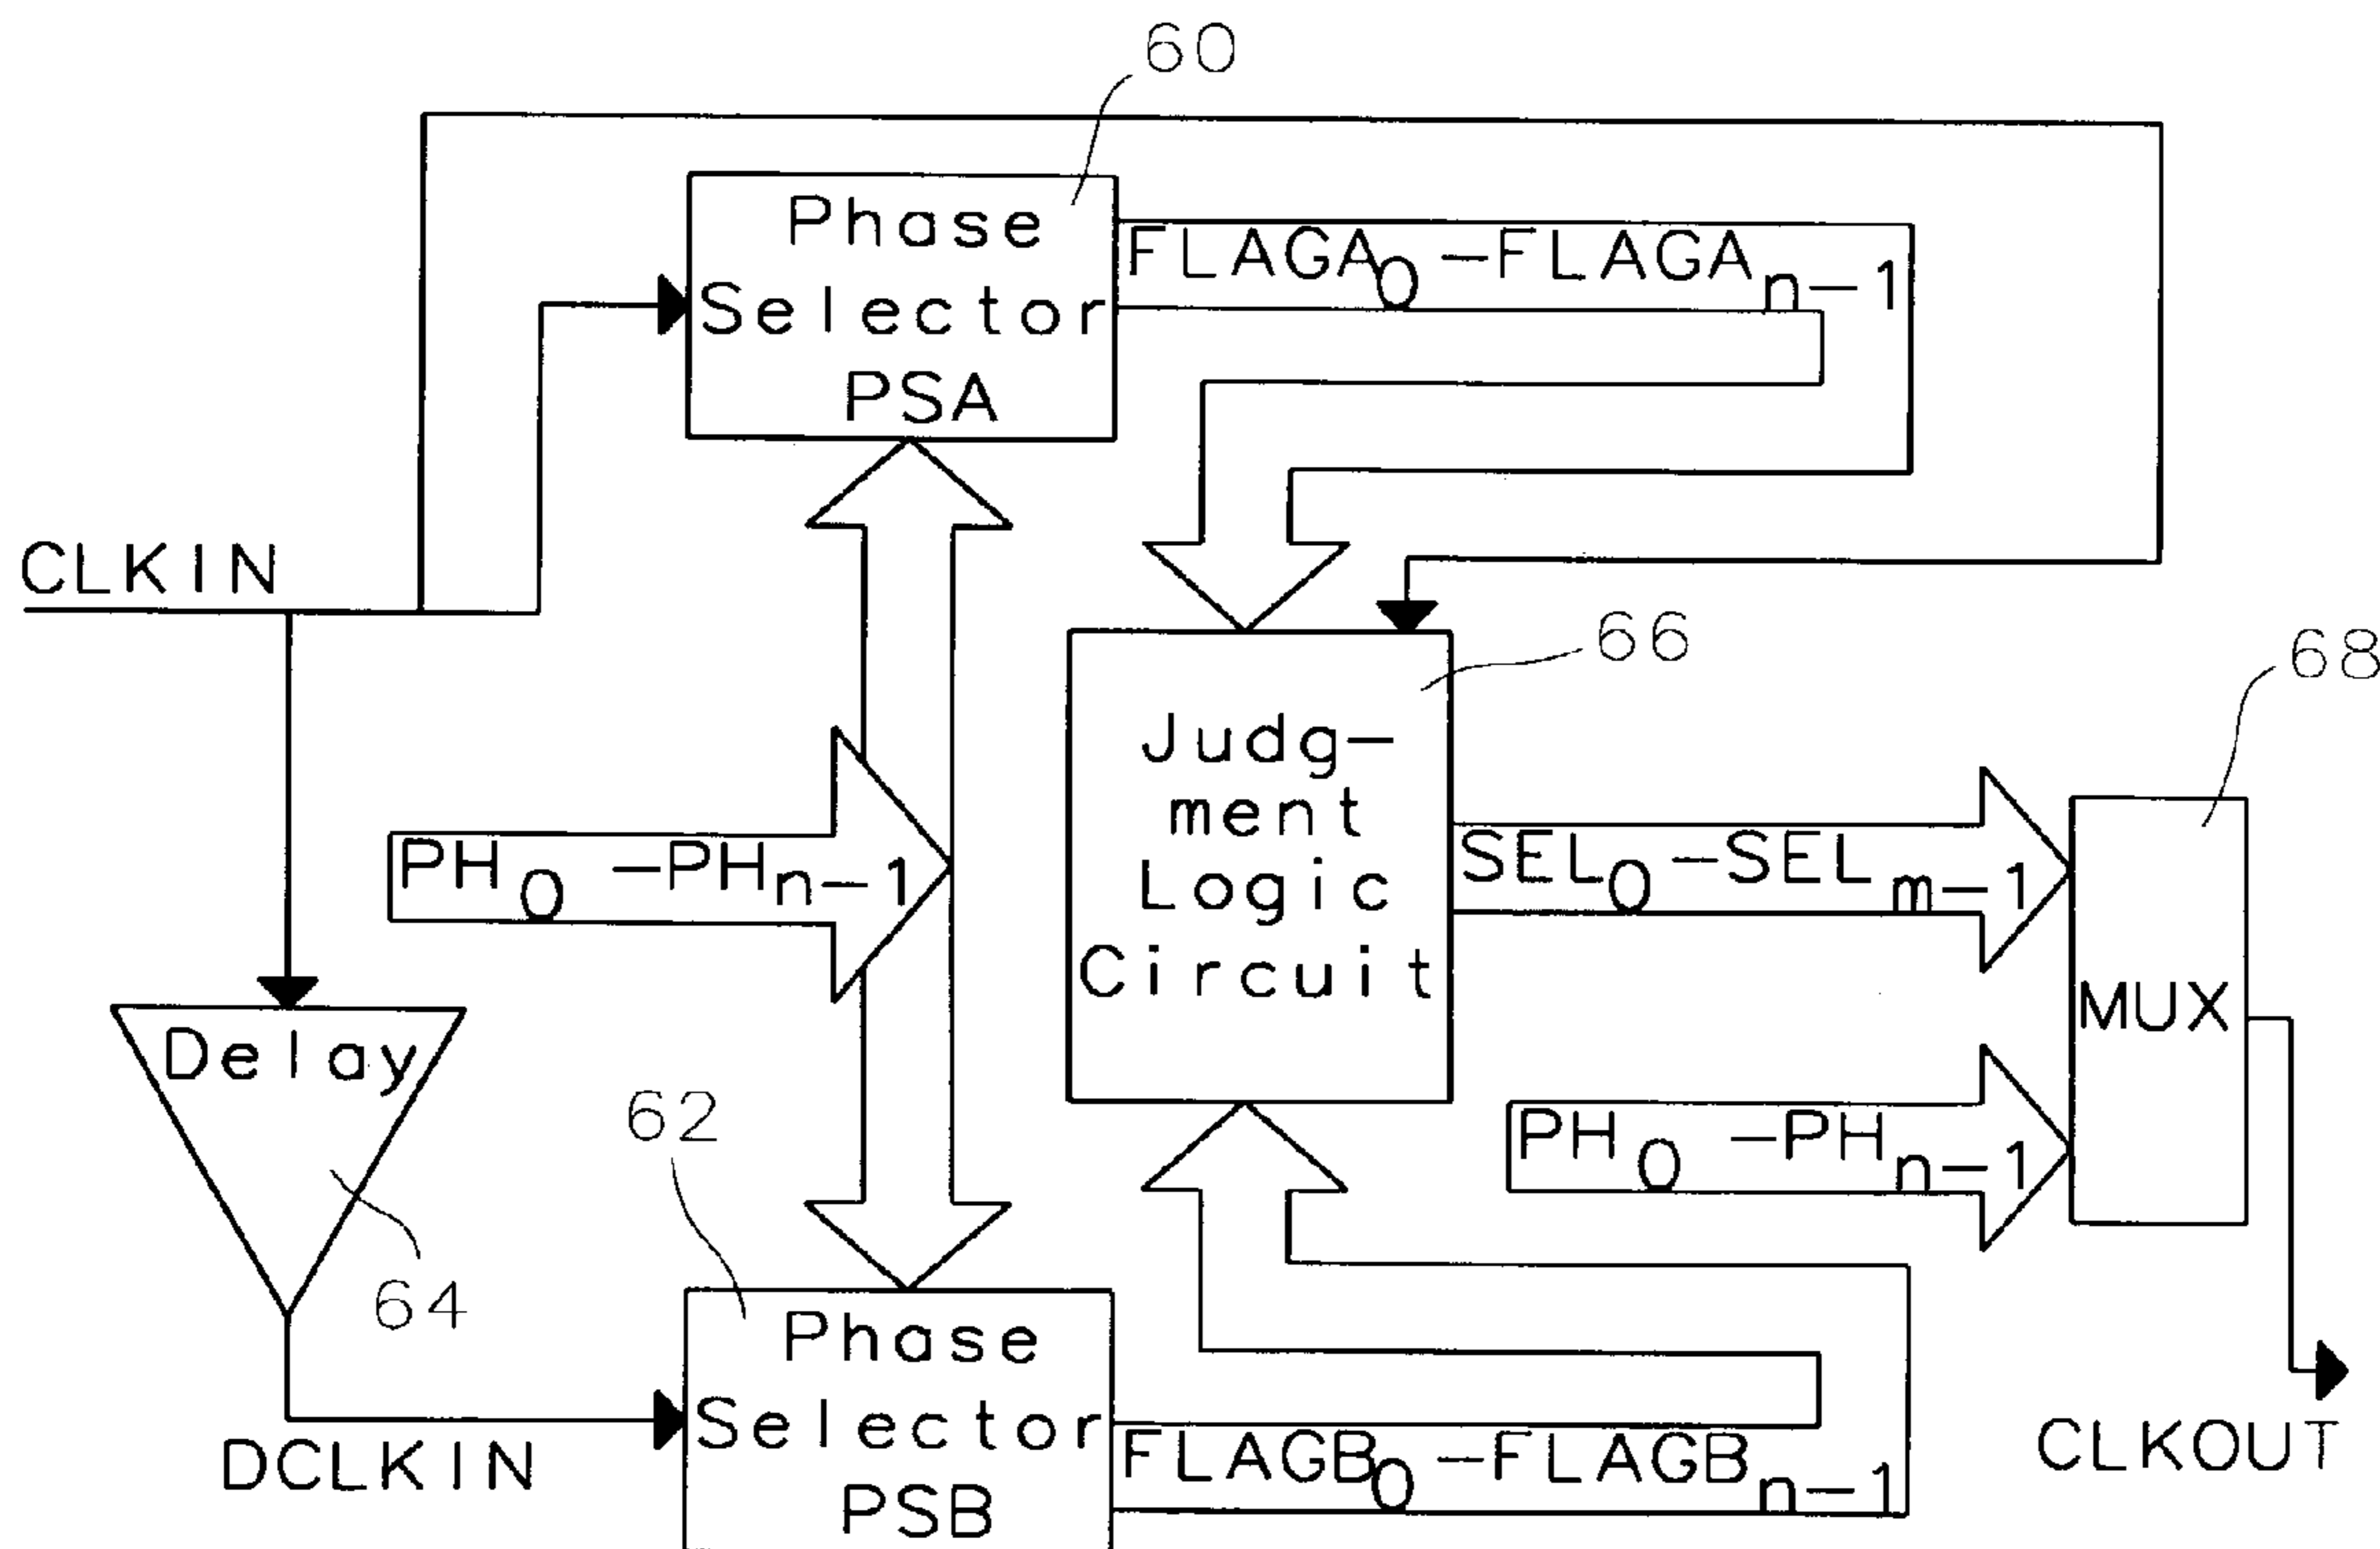 60
Phase
Selector
PSA
FLAGA0-FLAGAn-1
CLKIN
66
68
Judg-
ment
Logic
Circuit
PH0-PHn-1
SEL0-SELm-1
MUX
Delay
62
PH0-PHn-1
64
Phase
Selector
PSB
FLAGB0-FLAGBn-1
DCLKIN
CLKOUT